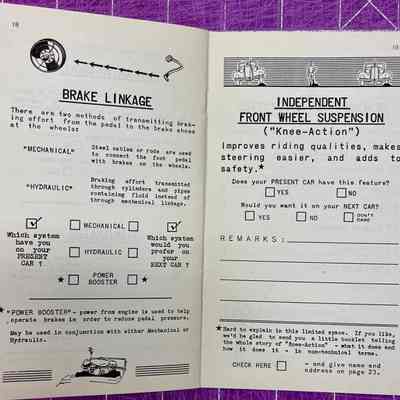 18
BRAKE LINKAGE
There are two methods of transmitting brak-
ing effort from the pedal to the brake shoes
at the wheels:
"MECHANICAL"
Steel cables or rods are used
to connect the foot pedal
with brakes on the wheels.
"HYDRAULIC"
Braking effort transmitted
through cylinders and pipes
containing fluid instead of
through mechanical linkage.
MECHANICAL
Which system
have you
on your
PRESENT
CAR ?
HYDRAULIC
Which system
would you
prefer on
your
NEXT CAR ?
* POWER
BOOSTER *
* "POWER BOOSTER" - power from engine is used to help
operate brakes in order to reduce pedal pressure.
May be used in conjunction with either Mechanical or
Hydraulic.
INDEPENDENT
FRONT WHEEL SUSPENSION
("Knee-Action")
Improves riding qualities, makes
steering easier, and adds to
safety.*
Does your PRESENT CAR have this feature?
YES NO
Would you want it on your NEXT CAR?
YES NO DON'T CARE
REMARKS:
*Hard to explain in this limited space. If you like,
we'd be glad to send you a little booklet telling
the whole story of "Knee-Action" - what it does and
how it does it - in non-technical terms.
CHECK HERE - and give name and
address on page 23.